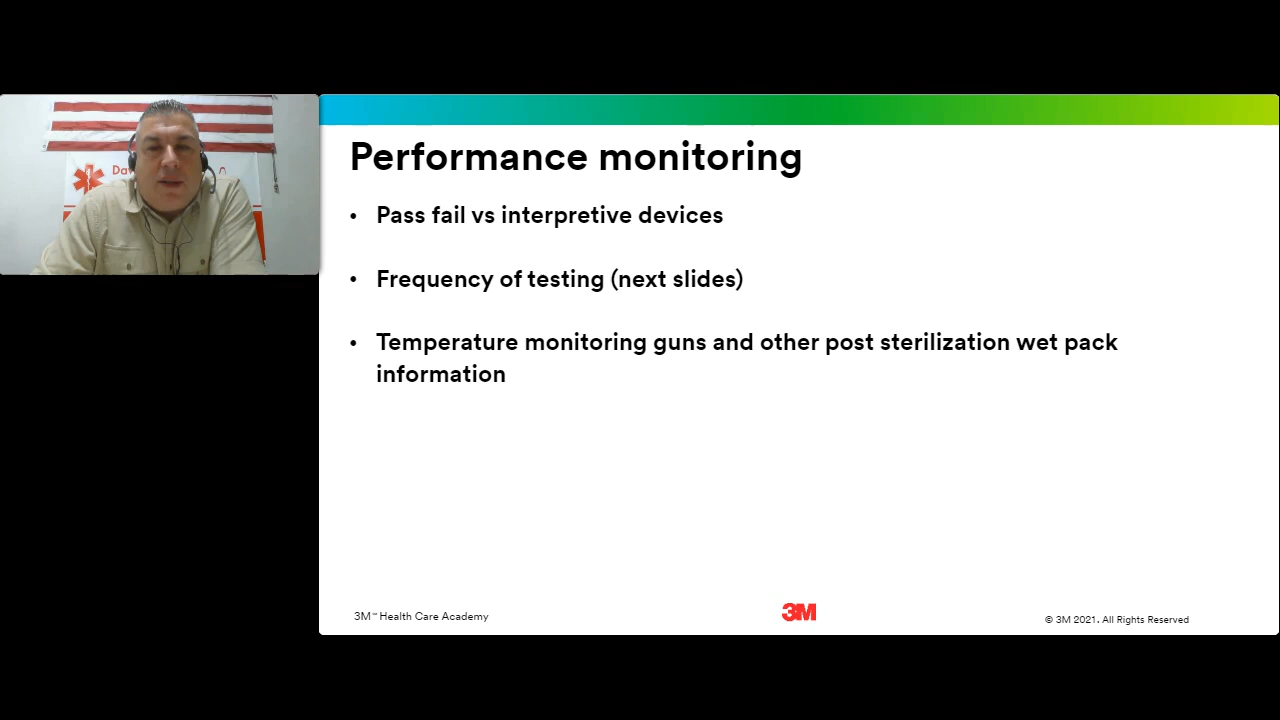 Performance monitoring
• Pass fail vs interpretive devices
• Frequency of testing (next slides)
• Temperature monitoring guns and other post sterilization wet pack
information
3M™ Health Care Academy
3M
© 3M 2021. All Rights Reserved